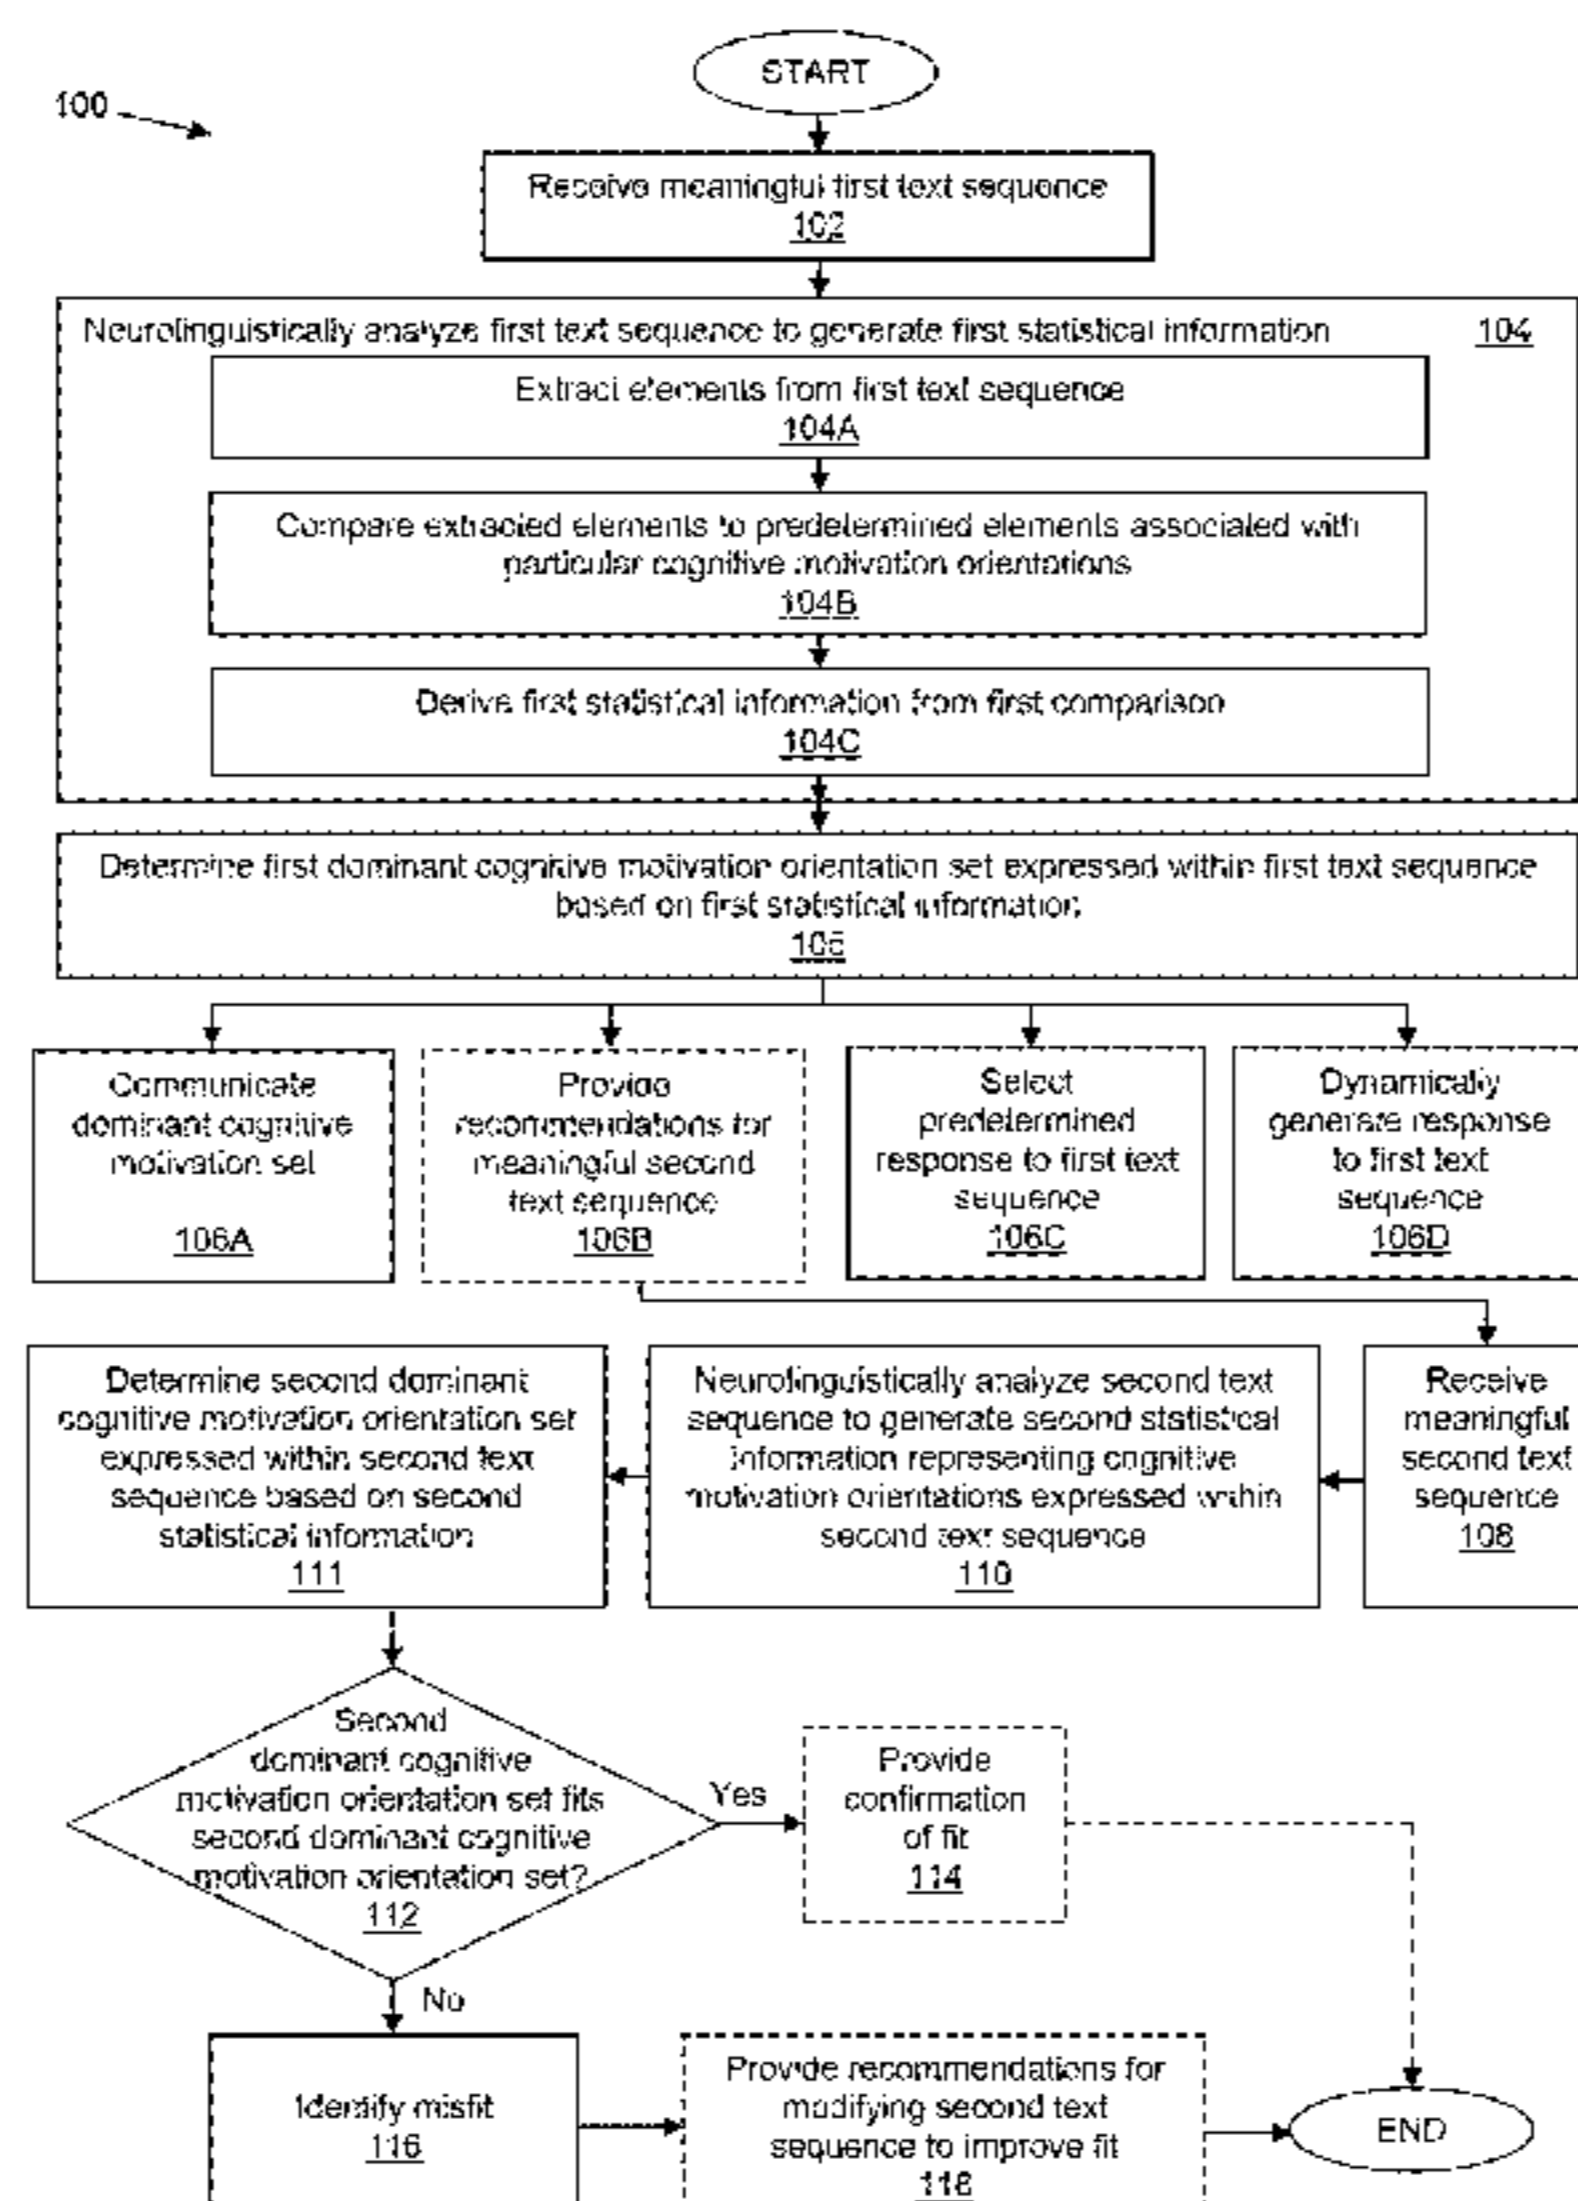 START
100
Receive meaningful first text sequence
102
Neurolinguistically analyze first text sequence to generate first statistical information
104
Extract elements from first text sequence
104A
Compare extracted elements to predetermined elements associated with
particular cognitive motivation orientations
104B
Derive first statistical information from first comparison
104C
Determine first dominant cognitive motivation orientation set expressed within first text sequence
based on first statistical information
Communicate
dominant cognitive
motivation set
106A
Provide
recommendations for
meaningful second
text sequence
106B
Select
predetermined
response to first text
sequence
106C
Dynamically
generate response
to first text
sequence
106D
Determine second dominant
cognitive motivation orientation set
expressed within second text
sequence based on second
statistical information
111
Neurolinguistically analyze second text
sequence to generate second statistical
information representing cognitive
motivation orientations expressed within
second text sequence
110
Receive
meaningful
second text
sequence
108
Second
dominant cognitive
motivation orientation set fits
second dominant cognitive
motivation orientation set?
112
Yes
Provide
confirmation
of fit
114
No
Identify misfit
116
Provide recommendations for
modifying second text
sequence to improve fit
118
END